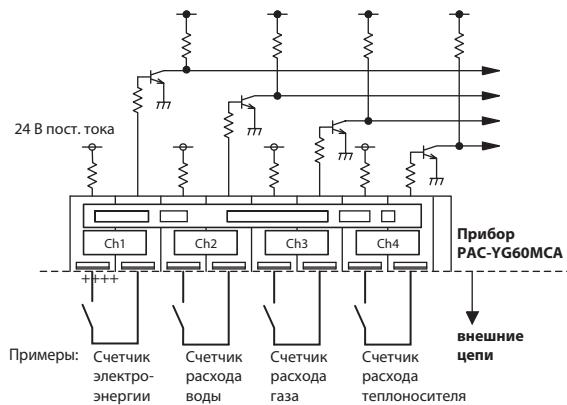 24 В пост. тока
Ch1 Ch2 Ch3 Ch4
Прибор
PAC-YG60MCA
++++
внешние
цепи
Примеры: Счетчик Счетчик Счетчик Счетчик
электро- расхода расхода расхода
энергии воды газа теплоносителя